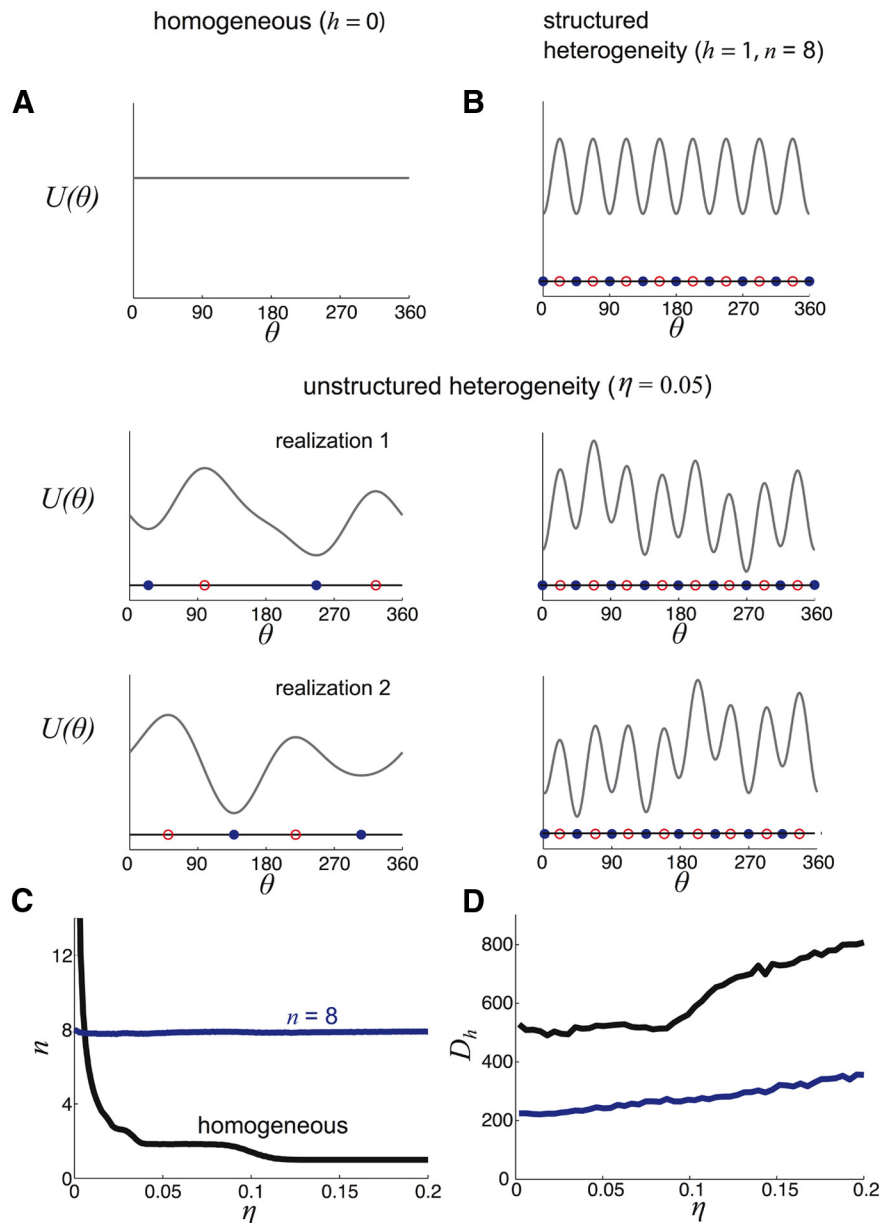 homogeneous (h = 0)
structured
heterogeneity (h = 1, n = 8)
A
U(θ)
0 90 180 270 360
θ
B
0 90 180 270 360
θ
unstructured heterogeneity (η = 0.05)
realization 1
U(θ)
0 90 180 270 360
θ
0 90 180 270 360
θ
realization 2
U(θ)
0 90 180 270 360
θ
0 90 180 270 360
θ
C
12
8
4
0
n
n = 8
homogeneous
0 0.05 0.1 0.15 0.2
η
D
800
600
400
200
0
D_h
0 0.05 0.1 0.15 0.2
η